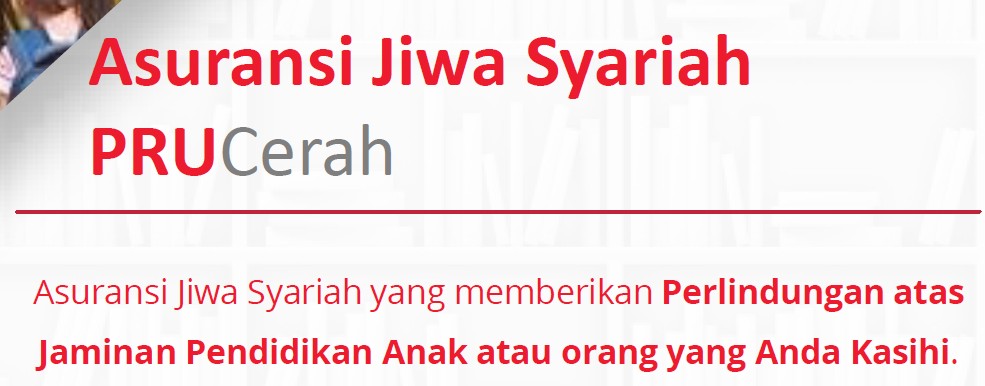 Asuransi Jiwa Syariah
PRUCerah
Asuransi Jiwa Syariah yang memberikan Perlindungan atas
Jaminan Pendidikan Anak atau orang yang Anda Kasihi.